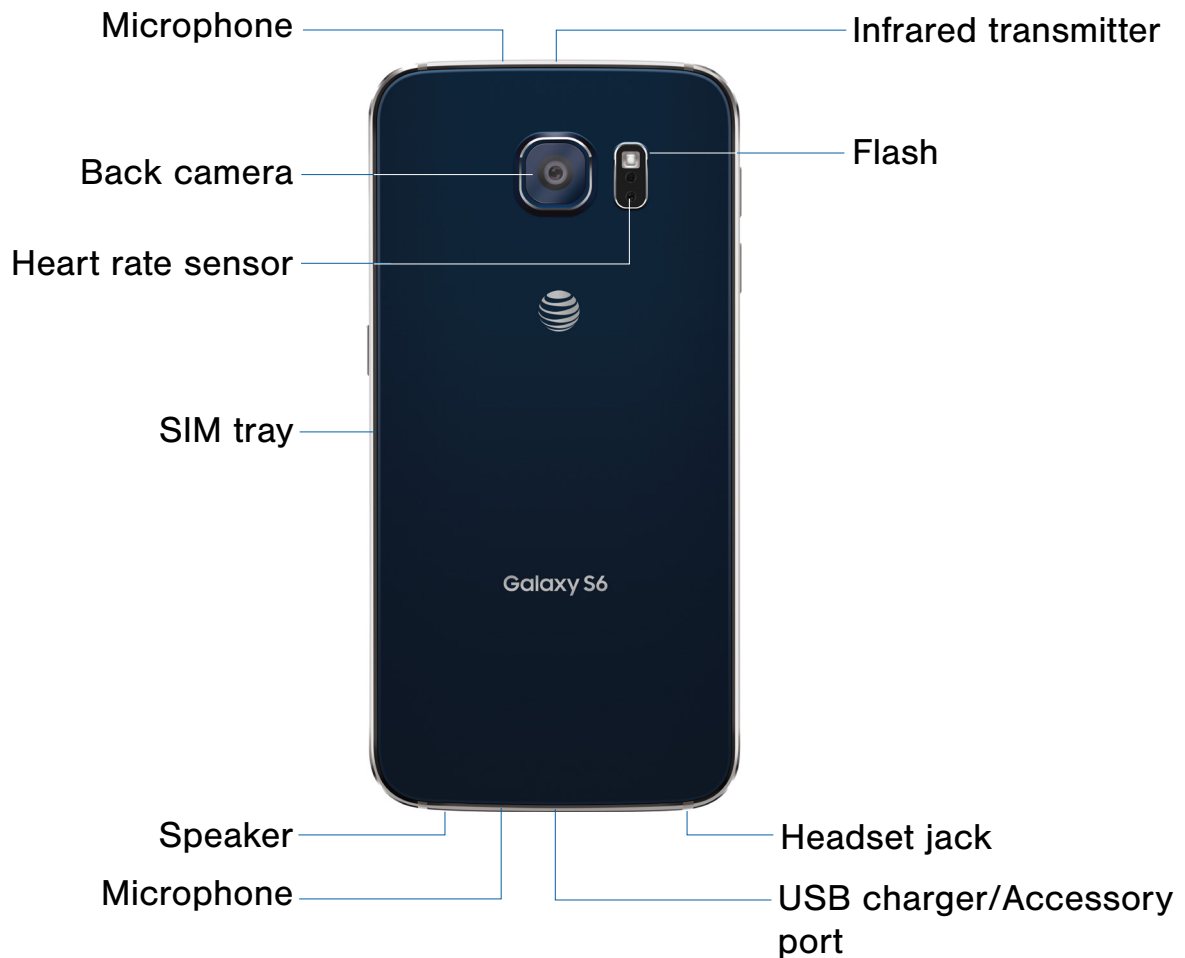 Microphone
Infrared transmitter
Flash
Back camera
Heart rate sensor
SIM tray
Galaxy S6
Speaker
Headset jack
Microphone
USB charger/Accessory
port